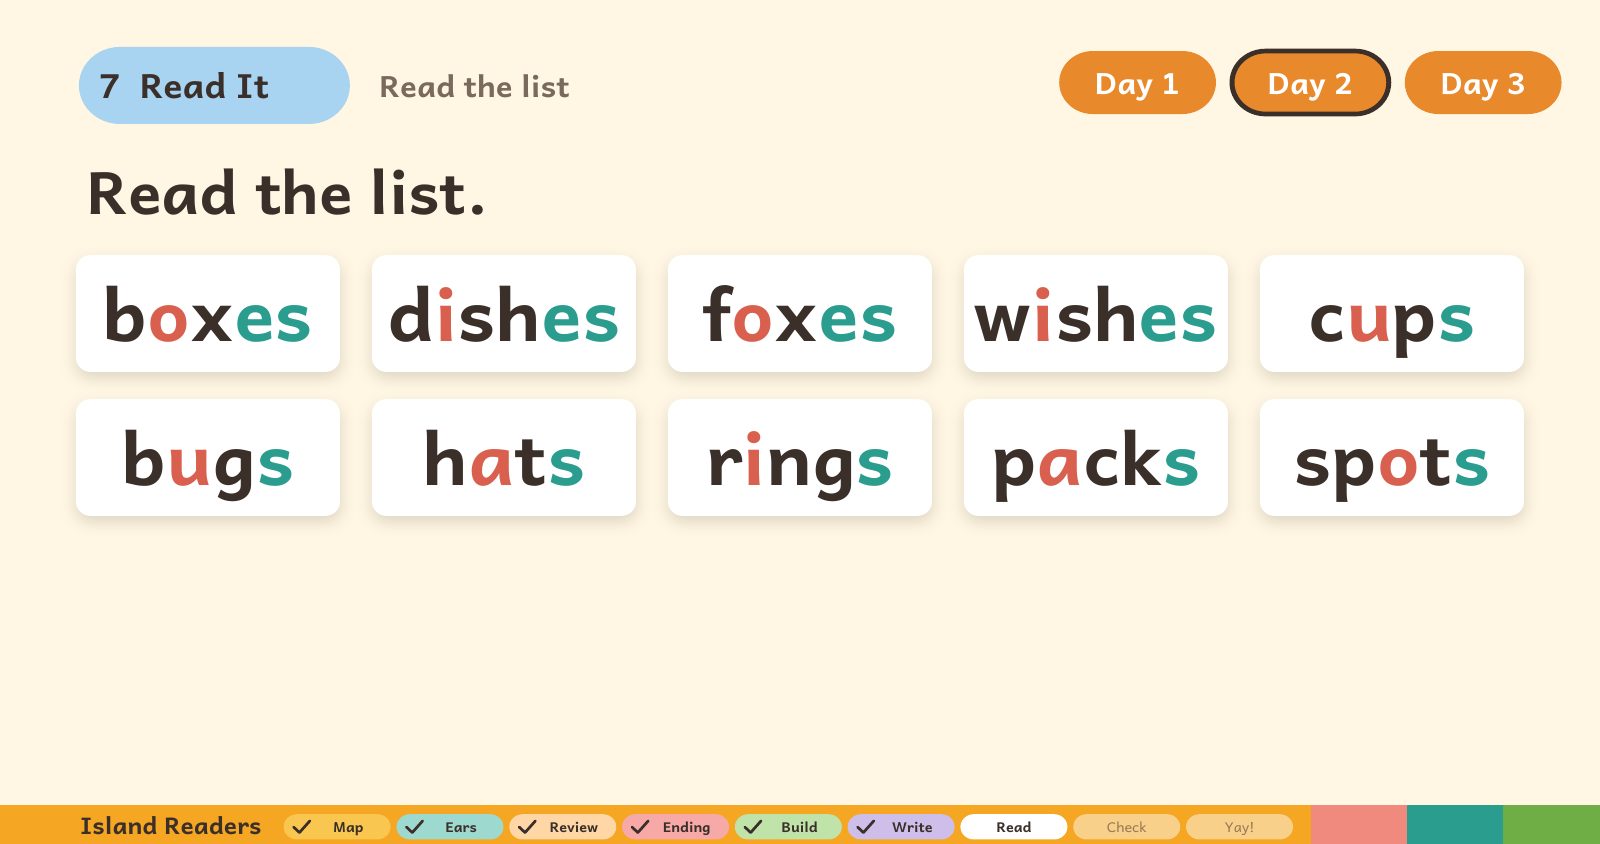 7 Read It
Read the list
Day 1
Day 2
Day 3
Read the list.
boxes
dishes
foxes
wishes
cups
bugs
hats
rings
packs
spots
Island Readers
Map
Ears
Review
Ending
Build
Write
Read
Check
Yay!